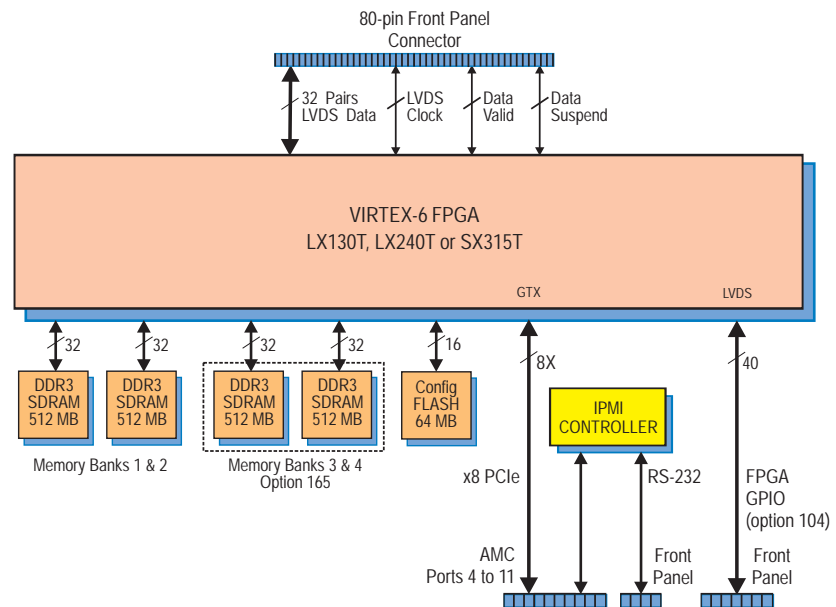 80-pin Front Panel
Connector
32 Pairs
LVDS Data
LVDS
Clock
Data
Valid
Data
Suspend
VIRTEX-6 FPGA
LX130T, LX240T or SX315T
GTX
LVDS
32
32
32
32
16
8X
40
DDR3
SDRAM
512 MB
DDR3
SDRAM
512 MB
DDR3
SDRAM
512 MB
DDR3
SDRAM
512 MB
Config
FLASH
64 MB
IPMI
CONTROLLER
Memory Banks 1 & 2
Memory Banks 3 & 4
Option 165
x8 PCIe
RS-232
FPGA
GPIO
(option 104)
AMC
Ports 4 to 11
Front
Panel
Front
Panel